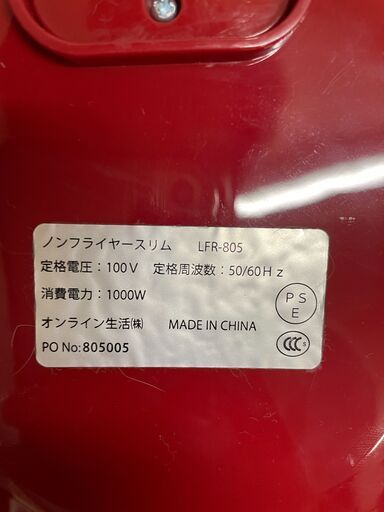 ノンフライヤースリム LFR-805
定格電圧：100V 定格周波数：50/60Hz
消費電力：1000W
オンライン生活㈱ MADE IN CHINA
PO No: 805005
PS
E
CCC S